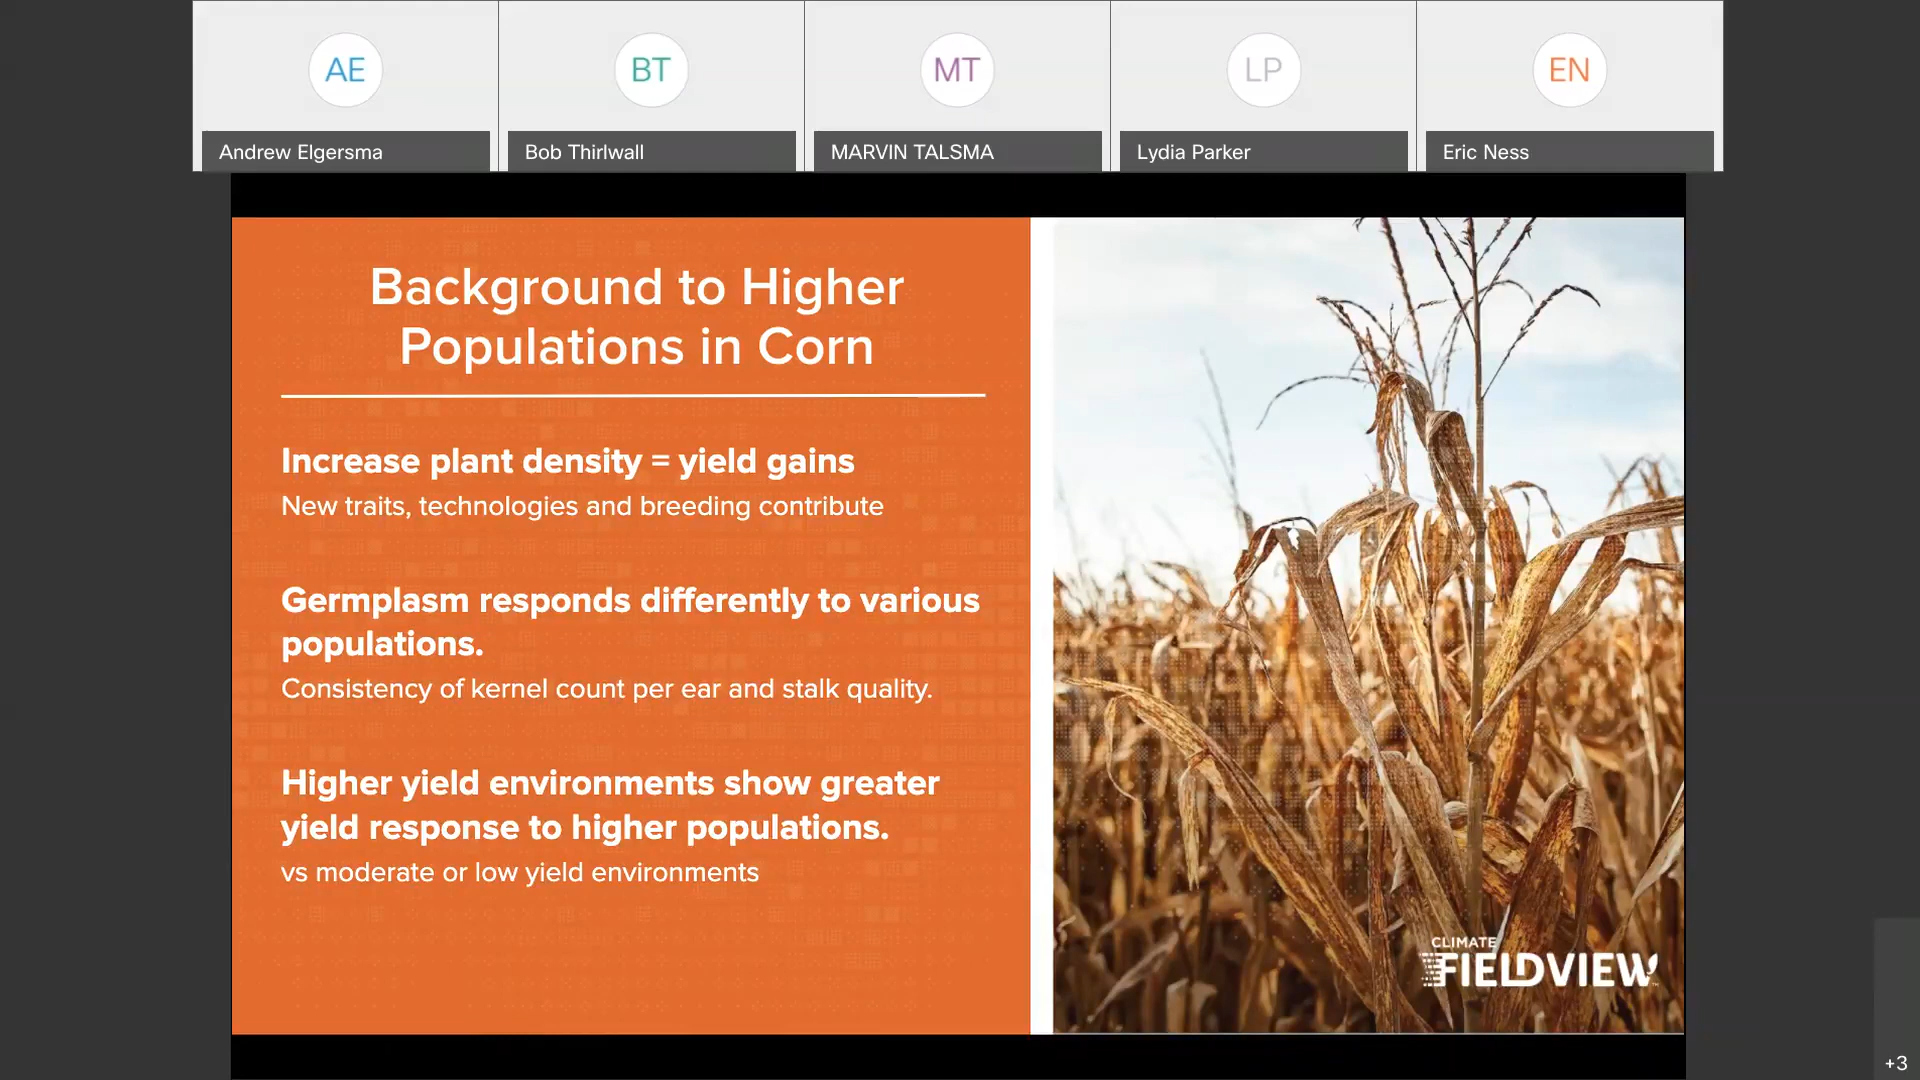 AE
BT
MT
LP
EN
Andrew Elgersma
Bob Thirlwall
MARVIN TALSMA
Lydia Parker
Eric Ness
Background to Higher
Populations in Corn
Increase plant density = yield gains
New traits, technologies and breeding contribute
Germplasm responds differently to various
populations.
Consistency of kernel count per ear and stalk quality.
Higher yield environments show greater
yield response to higher populations.
vs moderate or low yield environments
CLIMATE
FIELDVIEW
+3